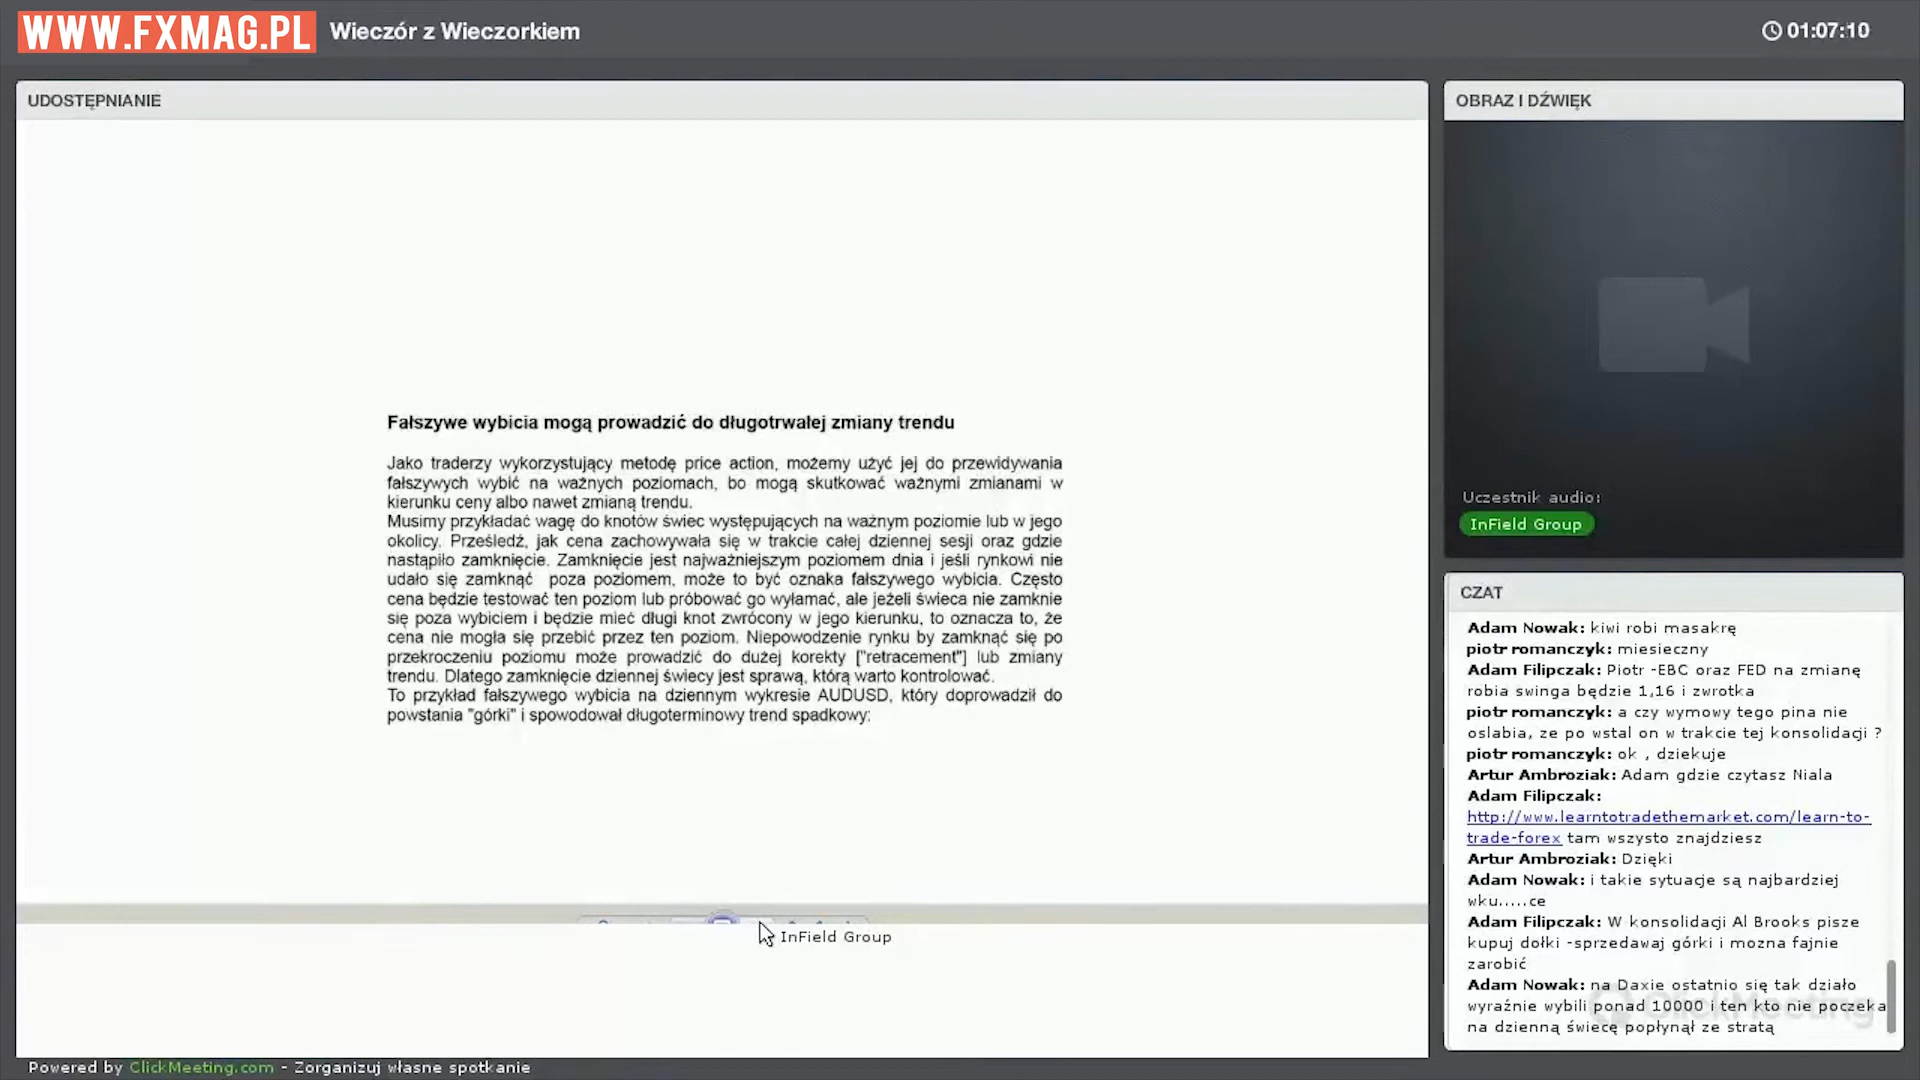 WWW.FXMAG.PL
Wieczór z Wieczorkiem
01:07:10
UDOSTĘPNIANIE
Fałszywe wybicia mogą prowadzić do długotrwałej zmiany trendu
Jako traderzy wykorzystujący metodę price action, możemy użyć jej do przewidywania
fałszywych wybić na ważnych poziomach, bo mogą skutkować ważnymi zmianami w
kierunku ceny albo nawet zmianą trendu.
Musimy przykładać wagę do knotów świec występujących na ważnym poziomie lub w jego
okolicy. Prześledź, jak cena zachowywała się w trakcie całej dziennej sesji oraz gdzie
nastąpiło zamknięcie. Zamknięcie jest najważniejszym poziomem dnia i jeśli rynkowi nie
udało się zamknąć poza poziomem, może to być oznaka fałszywego wybicia. Często
cena będzie testować ten poziom lub próbować go wyłamać, ale jeżeli świeca nie zamknie
się poza wybiciem i będzie mieć długi knot zwrócony w jego kierunku, to oznacza to, że
cena nie mogła się przebić przez ten poziom. Niepowodzenie rynku by zamknąć się po
przekroczeniu poziomu może prowadzić do dużej korekty ["retracement"] lub zmiany
trendu. Dlatego zamknięcie dziennej świecy jest sprawą, którą warto kontrolować.
To przykład fałszywego wybicia na dziennym wykresie AUDUSD, który doprowadził do
powstania "górki" i spowodował długoterminowy trend spadkowy:
InField Group
OBRAZ I DŹWIĘK
Uczestnik audio:
InField Group
CZAT
Adam Nowak: kiwi robi masakrę
piotr romanczyk: miesieczny
Adam Filipczak: Piotr -EBC oraz FED na zmianę
robia swinga będzie 1,16 i zwrotka
piotr romanczyk: a czy wymowy tego pina nie
oslabia, ze po wstal on w trakcie tej konsolidacji ?
piotr romanczyk: ok , dziekuje
Artur Ambroziak: Adam gdzie czytasz Niala
Adam Filipczak:
http://www.learntotradethemarket.com/learn-to-
trade-forex tam wszysto znajdziesz
Artur Ambroziak: Dzięki
Adam Nowak: i takie sytuacje są najbardziej
wku.....ce
Adam Filipczak: W konsolidacji Al Brooks pisze
kupuj dołki -sprzedawaj górki i mozna fajnie
zarobić
Adam Nowak: na Daxie ostatnio się tak działo
wyraźnie wybili ponad 10000 i ten kto nie poczeka
na dzienną świecę popłynął ze stratą
ClickMeeting
Powered by ClickMeeting.com - Zorganizuj własne spotkanie